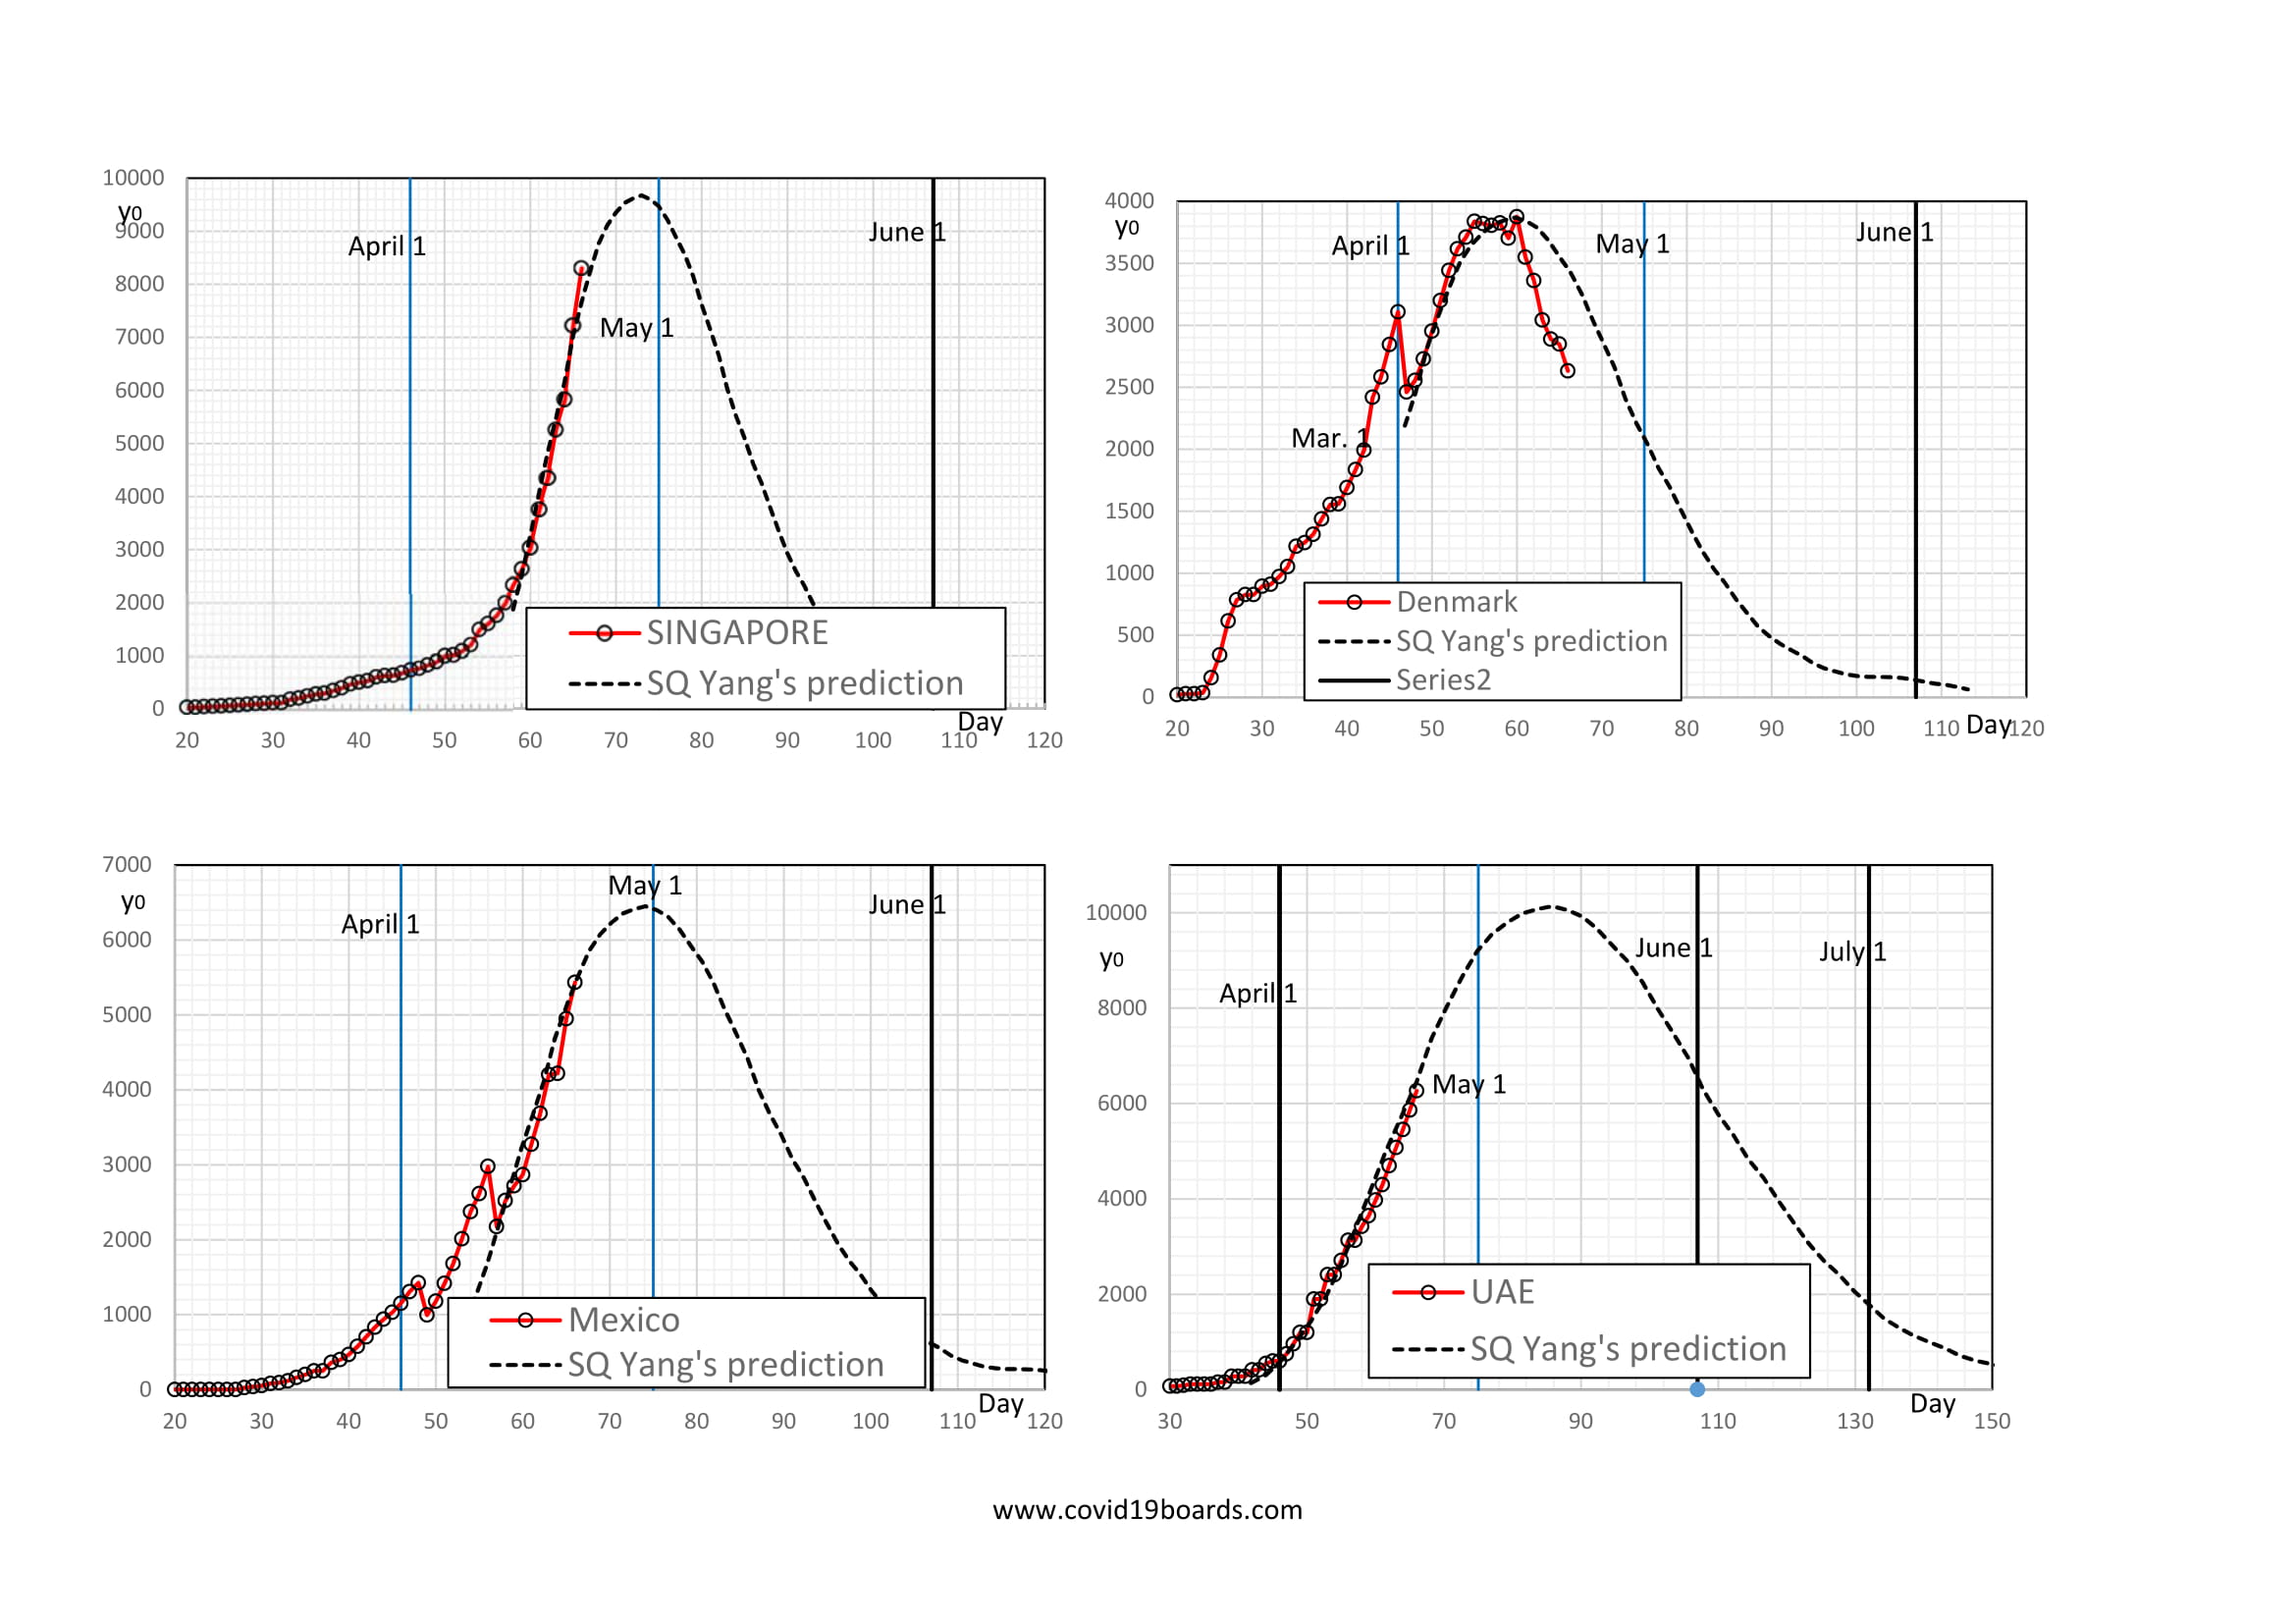 10000
y0
9000
8000
7000
6000
5000
4000
3000
2000
1000
0
April 1
May 1
June 1
SINGAPORE
SQ Yang's prediction
Day
20 30 40 50 60 70 80 90 100 110 120
4000
y0
3500
3000
2500
2000
1500
1000
500
0
April 1
May 1
June 1
Mar. 1
Denmark
SQ Yang's prediction
Series2
20 30 40 50 60 70 80 90 100 110 Day 120
7000
y0
6000
5000
4000
3000
2000
1000
0
May 1
April 1
June 1
Mexico
SQ Yang's prediction
Day
20 30 40 50 60 70 80 90 100 110 120
10000
y0
8000
6000
4000
2000
0
June 1
July 1
April 1
May 1
UAE
SQ Yang's prediction
Day
30 50 70 90 110 130 150
www.covid19boards.com